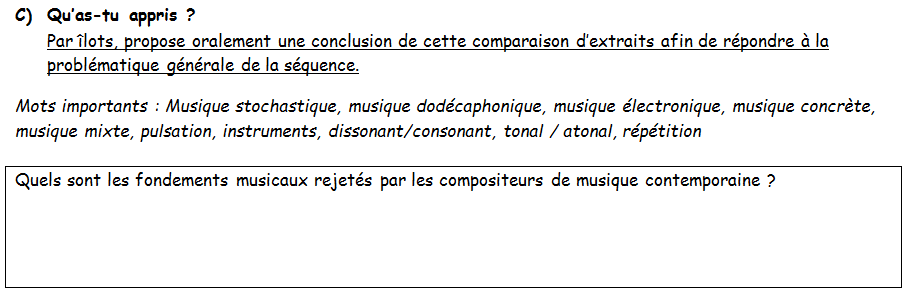 C) Qu'as-tu appris ?
Par îlots, propose oralement une conclusion de cette comparaison d'extraits afin de répondre à la
problématique générale de la séquence.
Mots importants : Musique stochastique, musique dodécaphonique, musique électronique, musique concrète,
musique mixte, pulsation, instruments, dissonant/consonant, tonal / atonal, répétition
Quels sont les fondements musicaux rejetés par les compositeurs de musique contemporaine ?